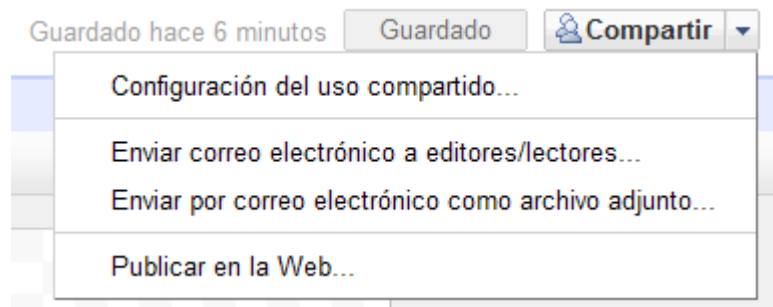 Guardado hace 6 minutos Guardado Compartir
Configuración del uso compartido...
Enviar correo electrónico a editores/lectores...
Enviar por correo electrónico como archivo adjunto...
Publicar en la Web...